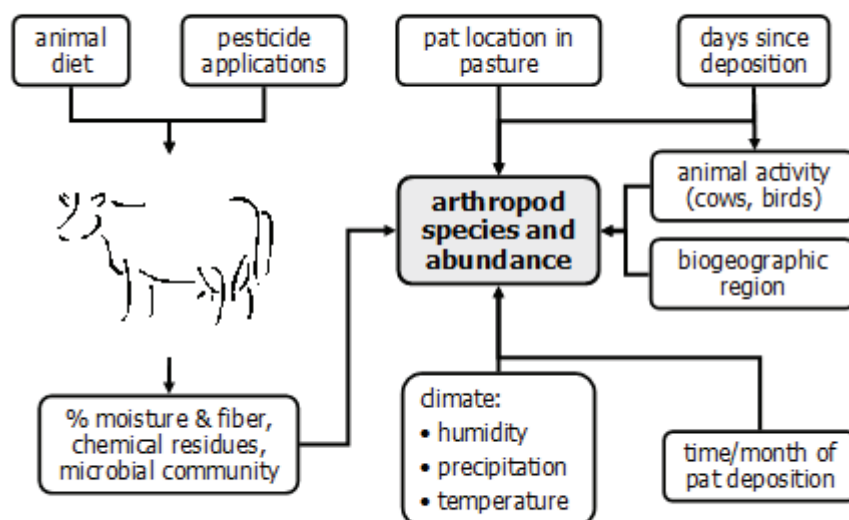 animal
diet
pesticide
applications
pat location in
pasture
days since
deposition
animal activity
(cows, birds)
arthropod
species and
abundance
biogeographic
region
% moisture & fiber,
chemical residues,
microbial community
climate:
• humidity
• precipitation
• temperature
time/month of
pat deposition